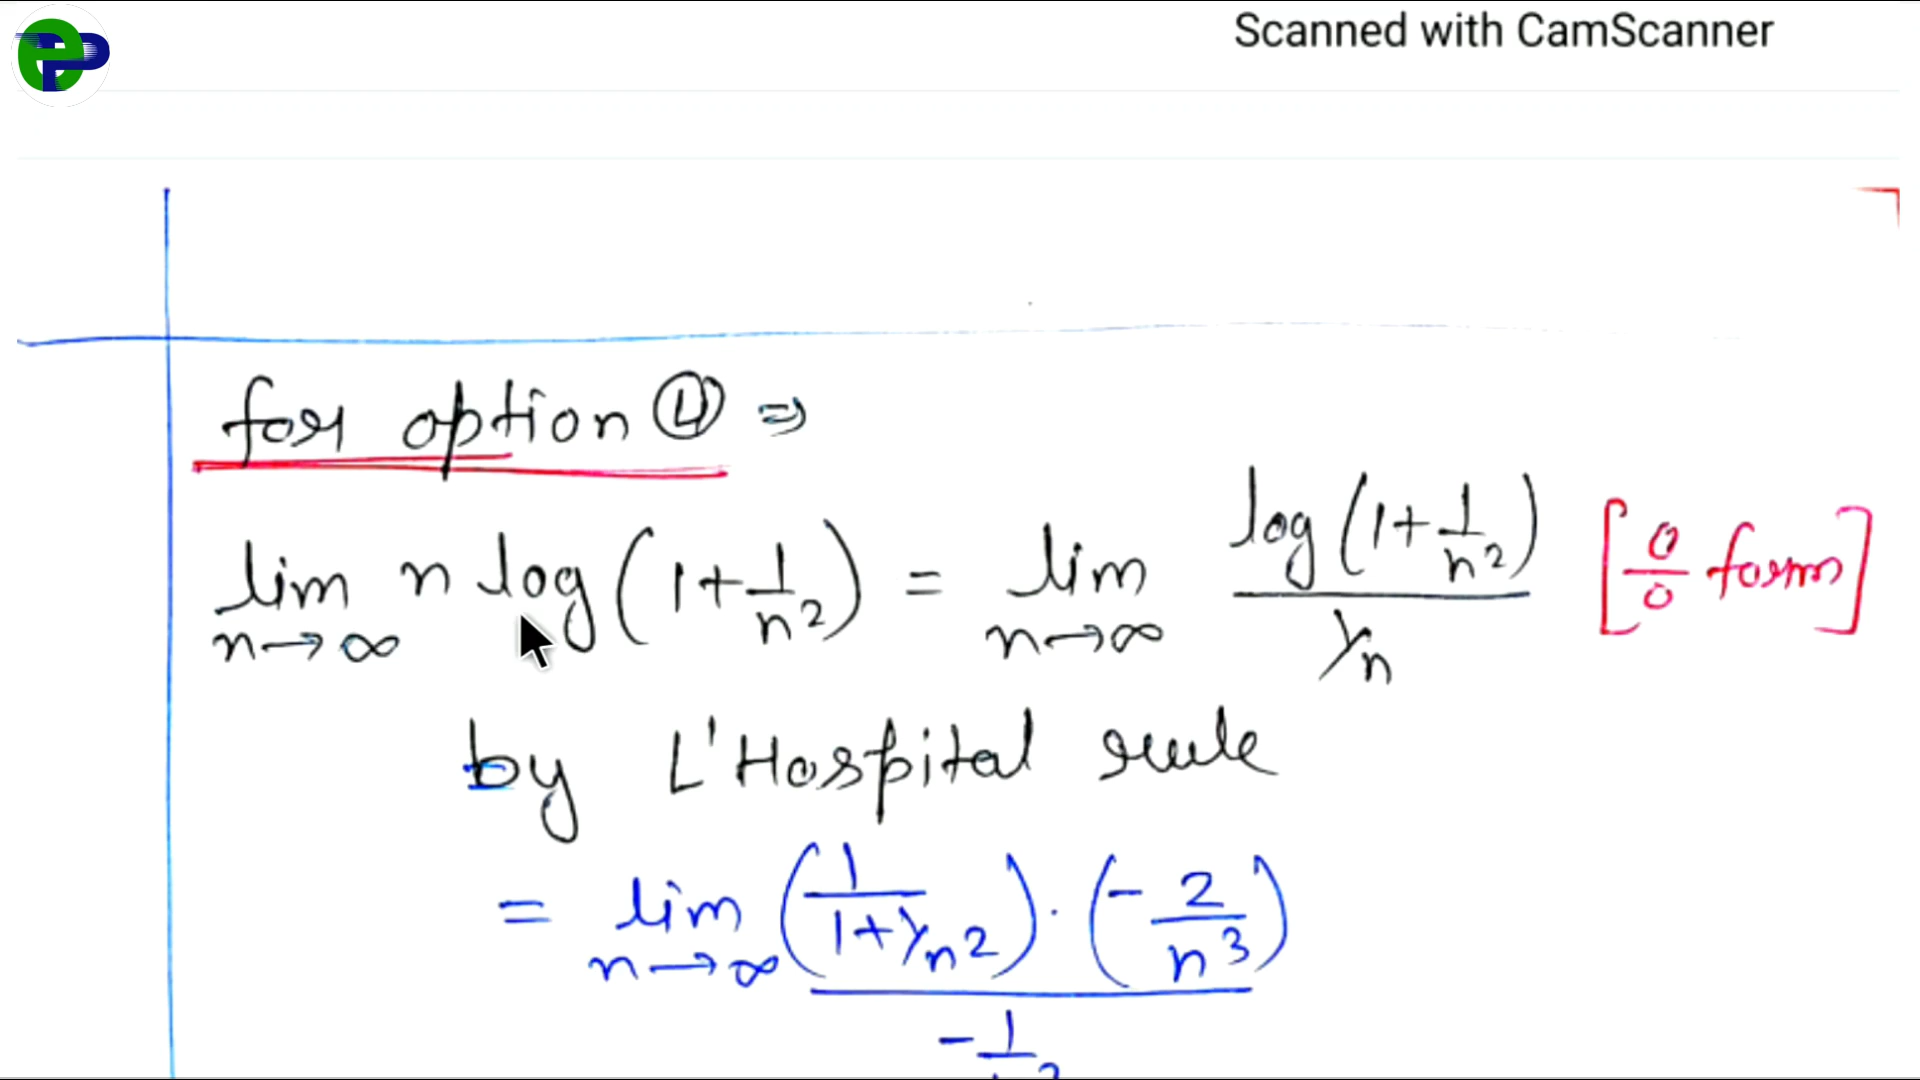 Scanned with CamScanner
for option ④ ⇒
lim n→∞ n log(1+1/n²) = lim n→∞ log(1+1/n²) / 1/n [0/0 form]
by L'Hospital rule
= lim n→∞ (1/(1+1/n²)) · (-2/n³) / -1